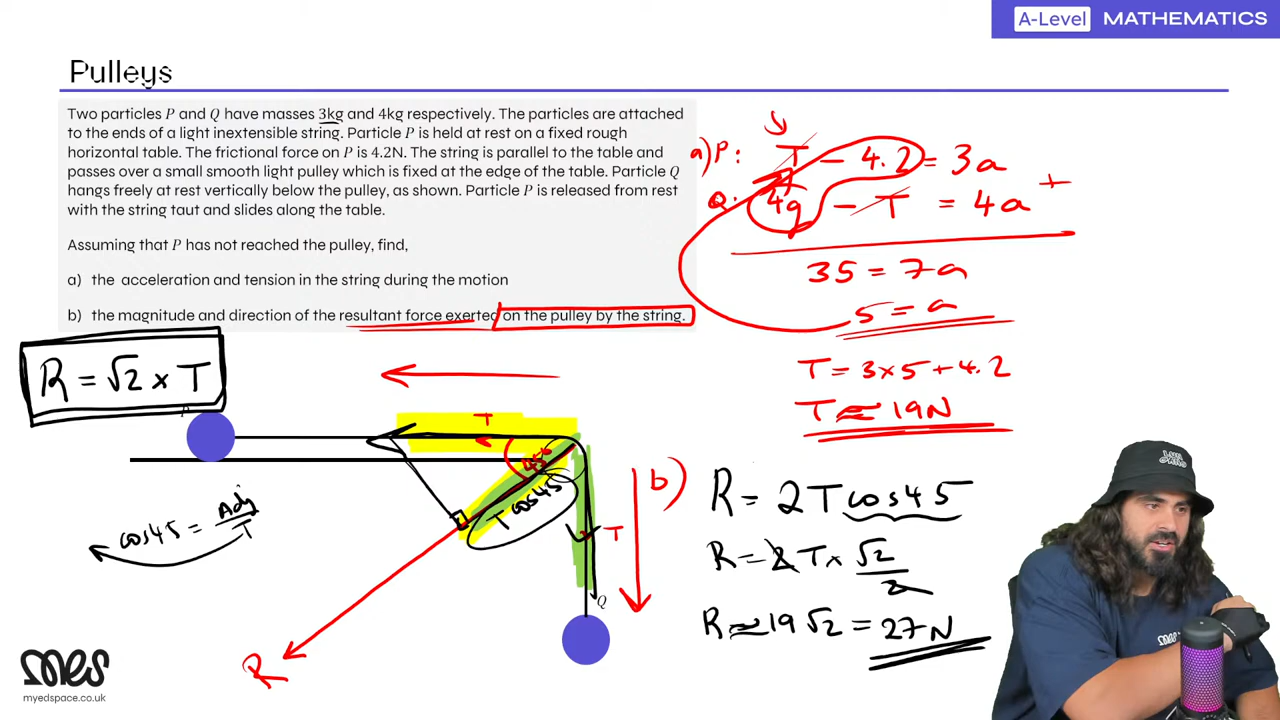 A-Level MATHEMATICS
Pulleys
Two particles P and Q have masses 3kg and 4kg respectively. The particles are attached
to the ends of a light inextensible string. Particle P is held at rest on a fixed rough
horizontal table. The frictional force on P is 4.2N. The string is parallel to the table and
passes over a small smooth light pulley which is fixed at the edge of the table. Particle Q
hangs freely at rest vertically below the pulley, as shown. Particle P is released from rest
with the string taut and slides along the table.
Assuming that P has not reached the pulley, find,
a) the acceleration and tension in the string during the motion
b) the magnitude and direction of the resultant force exerted on the pulley by the string.
a) P: T - 4.2 = 3a
Q: 4g - T = 4a +
35 = 7a
5 = a
T = 3x5 + 4.2
T ≈ 19N
R = √2 x T
P
T
45°
T cos45
T
Q
R
cos45 = Adj/T
b) R = 2Tcos45
R = 2T x √2/2
R ≈ 19√2 = 27N
mes
myedspace.co.uk